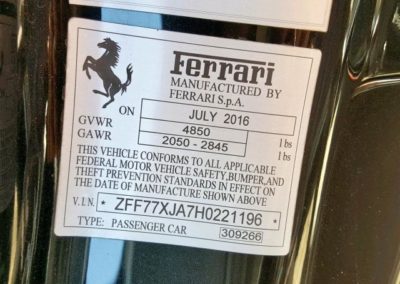 Ferrari
MANUFACTURED BY
FERRARI S.p.A.
ON JULY 2016
GVWR 4850 lbs
GAWR 2050 - 2845 lbs
THIS VEHICLE CONFORMS TO ALL APPLICABLE
FEDERAL MOTOR VEHICLE SAFETY,BUMPER,AND
THEFT PREVENTION STANDARDS IN EFFECT ON
THE DATE OF MANUFACTURE SHOWN ABOVE
V.I.N. * ZFF77XJA7H0221196 *
TYPE: PASSENGER CAR 309266